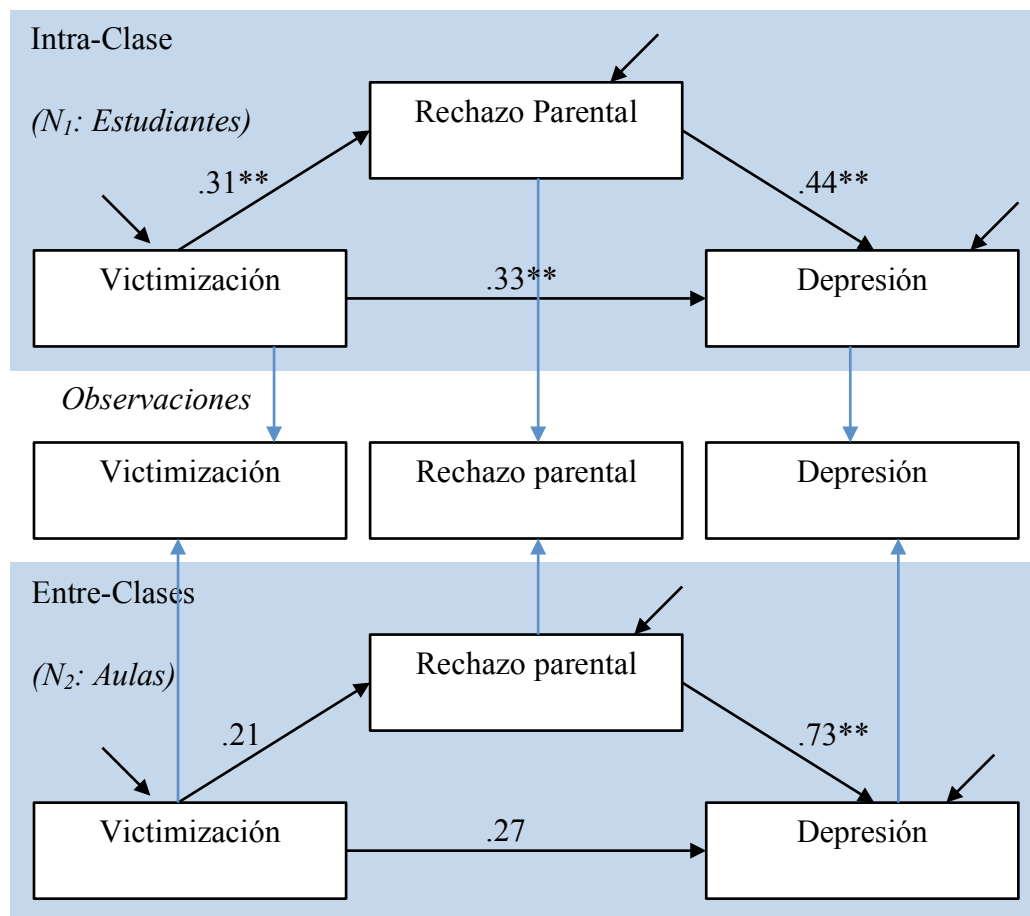 Intra-Clase
Rechazo Parental
(N1: Estudiantes)
.31**
.44**
Victimización
.33**
Depresión
Observaciones
Victimización
Rechazo parental
Depresión
Entre-Clases
Rechazo parental
(N2: Aulas)
.21
.73**
Victimización
.27
Depresión